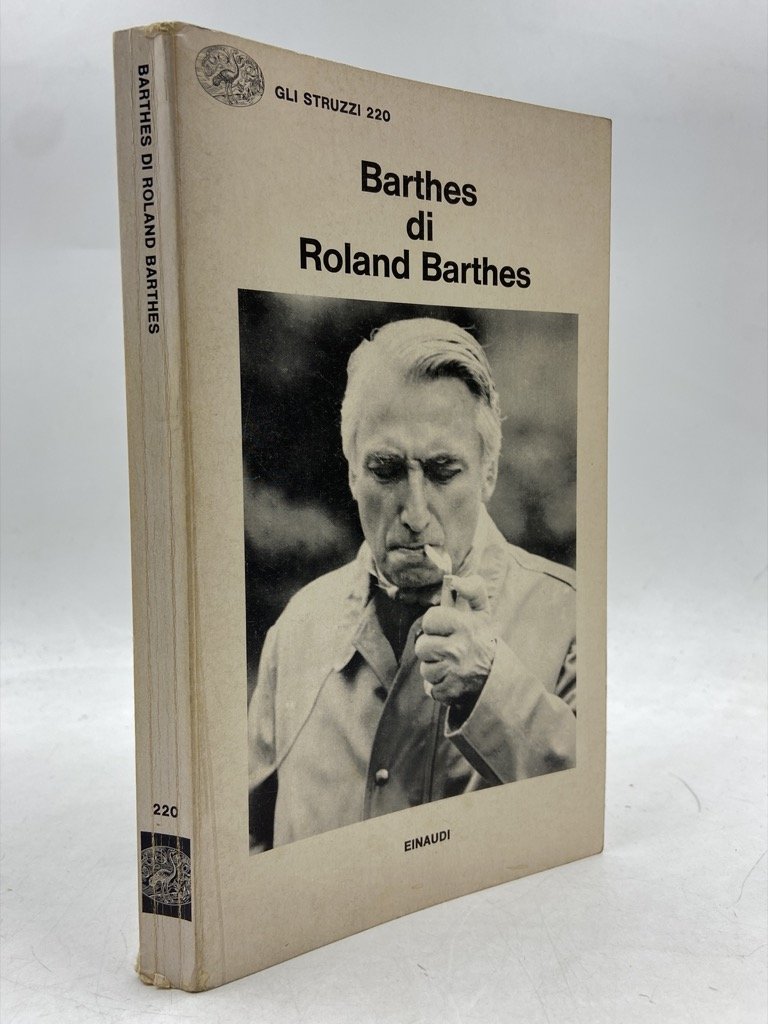 BARTHES DI ROLAND BARTHES
220
GLI STRUZZI 220
Barthes
di
Roland Barthes
EINAUDI